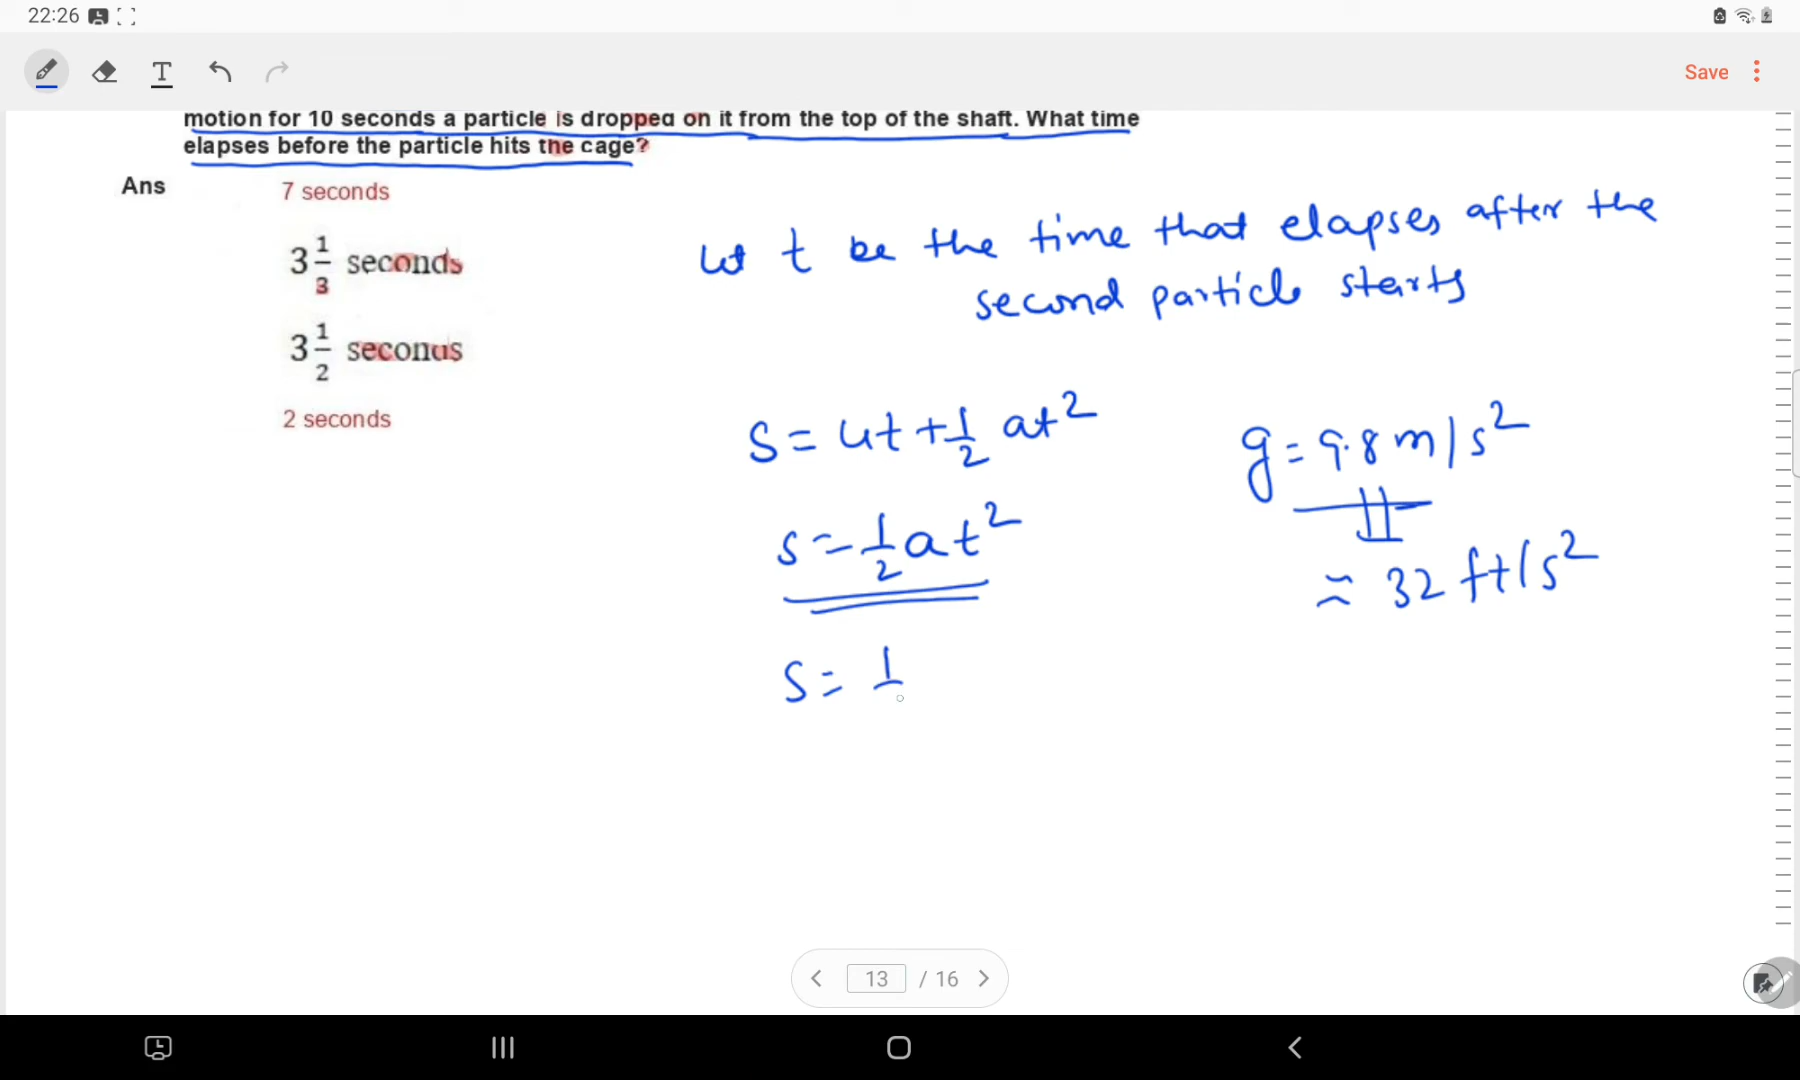 22:26
Save
motion for 10 seconds a particle is dropped on it from the top of the shaft. What time
elapses before the particle hits the cage?
Ans
7 seconds
3 1/3 seconds
3 1/2 seconds
2 seconds
Let t be the time that elapses after the
second particle starts
S = ut + 1/2 at²
g = 9.8 m/s²
s = 1/2 at²
≈ 32 ft/s²
S = 1
13 / 16